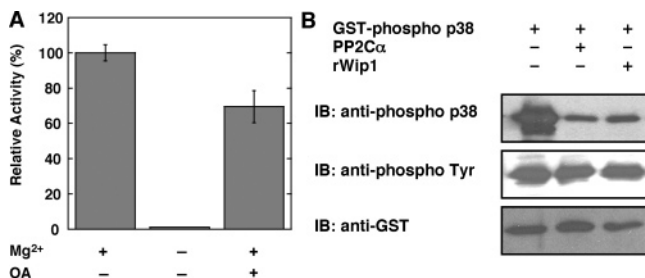 A
Relative Activity (%)
120
100
80
60
40
20
0
Mg2+ + − +
OA − − +
B
GST-phospho p38 + + +
PP2Cα − + −
rWip1 − − +
IB: anti-phospho p38
IB: anti-phospho Tyr
IB: anti-GST